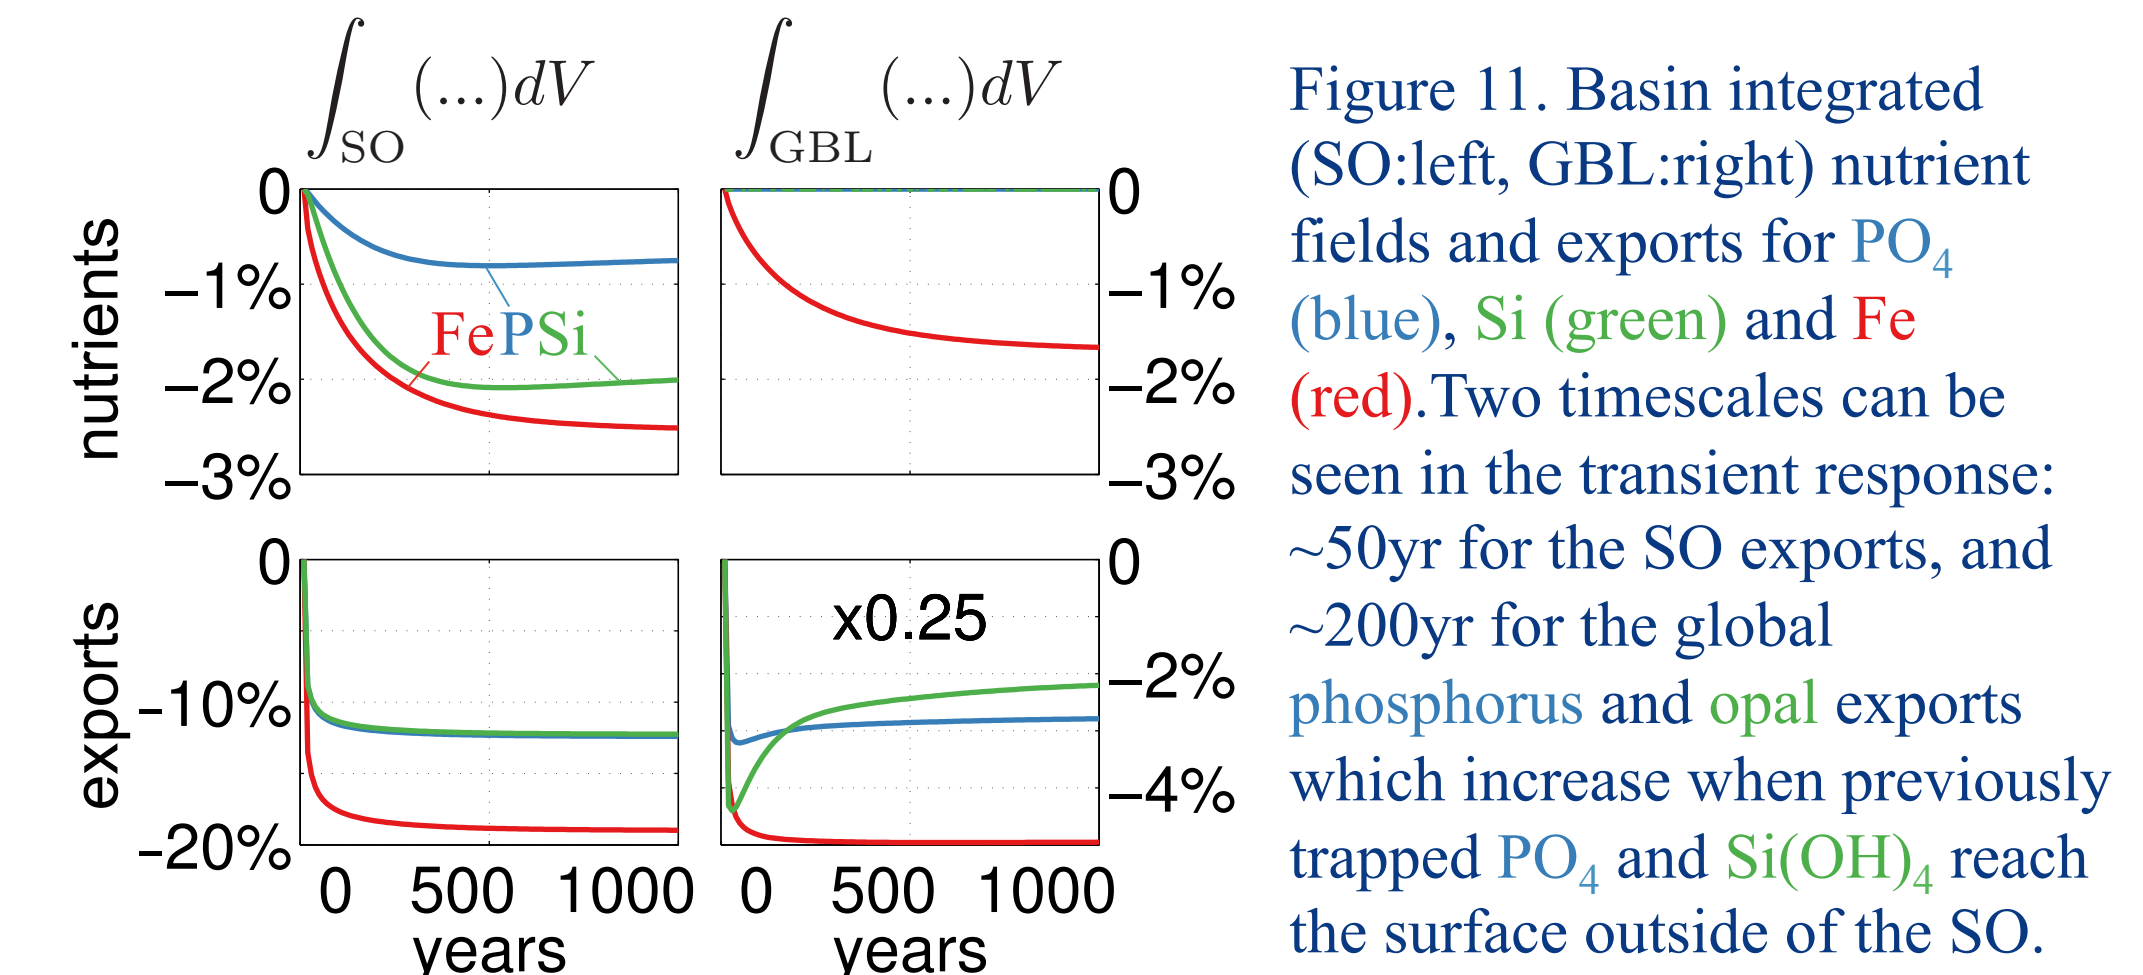 ∫_SO (...)dV
∫_GBL (...)dV
nutrients
0
−1%
−2%
−3%
FePSi
0
−1%
−2%
−3%
exports
0
-10%
-20%
0 500 1000
years
x0.25
0
−2%
−4%
0 500 1000
years
Figure 11. Basin integrated
(SO:left, GBL:right) nutrient
fields and exports for PO₄
(blue), Si (green) and Fe
(red).Two timescales can be
seen in the transient response:
~50yr for the SO exports, and
~200yr for the global
phosphorus and opal exports
which increase when previously
trapped PO₄ and Si(OH)₄ reach
the surface outside of the SO.